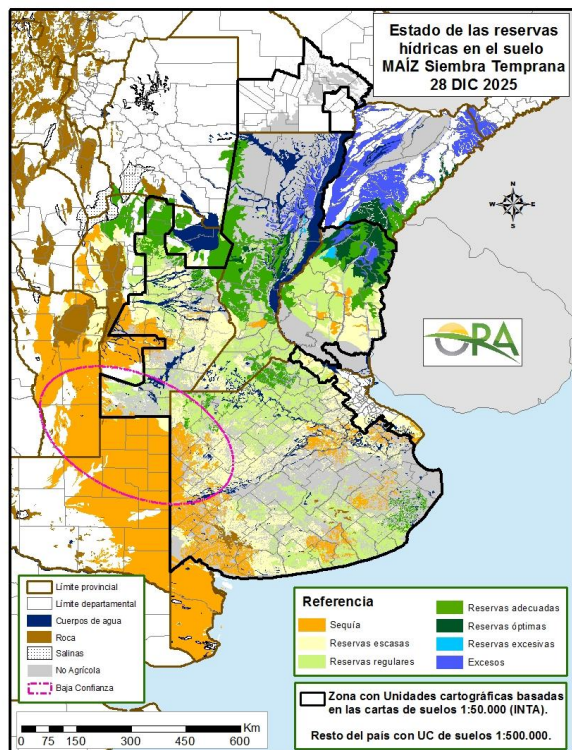 Estado de las reservas
hídricas en el suelo
MAÍZ Siembra Temprana
28 DIC 2025
N
W E
S
ORA
Límite provincial
Límite departamental
Cuerpos de agua
Roca
Salinas
No Agrícola
Baja Confianza
Referencia
Sequía
Reservas escasas
Reservas regulares
Reservas adecuadas
Reservas óptimas
Reservas excesivas
Excesos
Zona con Unidades cartográficas basadas
en las cartas de suelos 1:50.000 (INTA).
Resto del país con UC de suelos 1:500.000.
Km
0 75 150 300 450 600